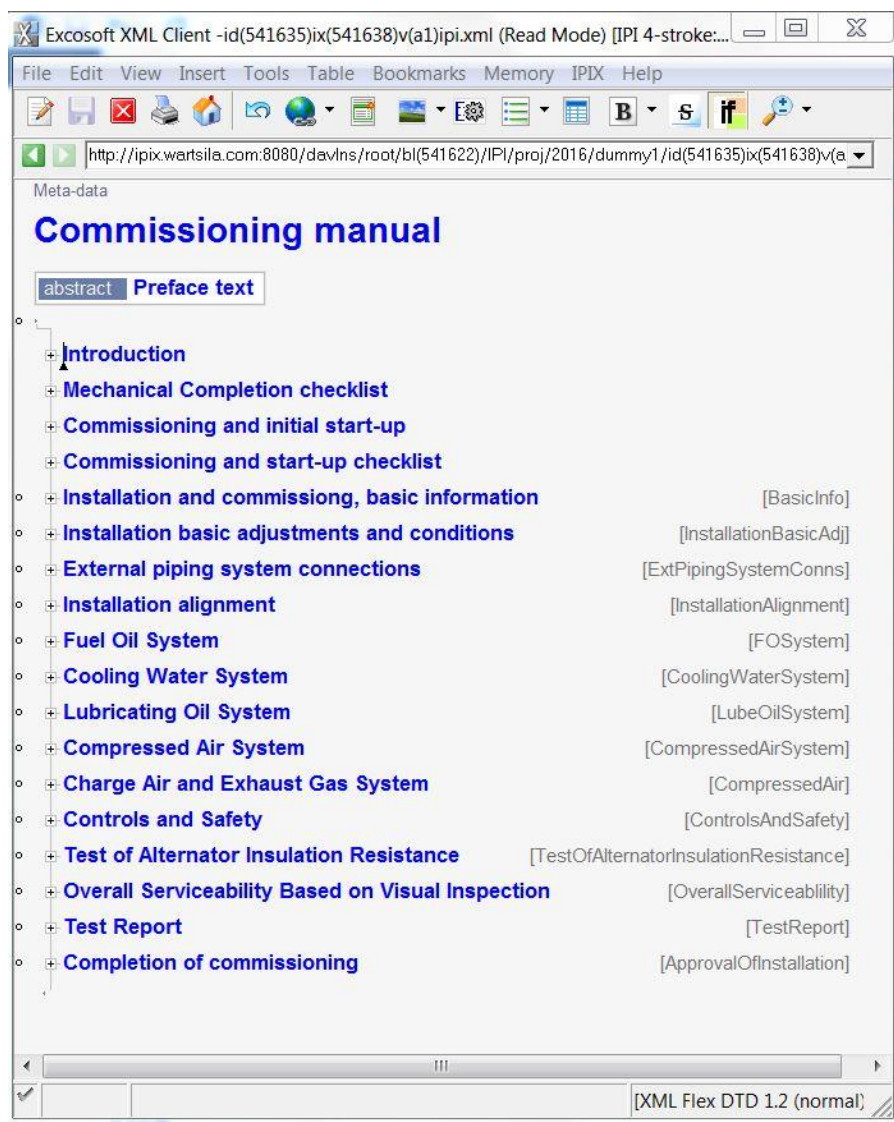 Excosoft XML Client -id(541635)ix(541638)v(a1)ipi.xml (Read Mode) [IPI 4-stroke:...
File Edit View Insert Tools Table Bookmarks Memory IPIX Help
B S if
http://ipix.wartsila.com:8080/davlns/root/bl(541622)/IPI/proj/2016/dummy1/id(541635)ix(541638)v(a
Meta-data
Commissioning manual
abstract Preface text
Introduction
Mechanical Completion checklist
Commissioning and initial start-up
Commissioning and start-up checklist
Installation and commissiong, basic information [BasicInfo]
Installation basic adjustments and conditions [InstallationBasicAdj]
External piping system connections [ExtPipingSystemConns]
Installation alignment [InstallationAlignment]
Fuel Oil System [FOSystem]
Cooling Water System [CoolingWaterSystem]
Lubricating Oil System [LubeOilSystem]
Compressed Air System [CompressedAirSystem]
Charge Air and Exhaust Gas System [CompressedAir]
Controls and Safety [ControlsAndSafety]
Test of Alternator Insulation Resistance [TestOfAlternatorInsulationResistance]
Overall Serviceability Based on Visual Inspection [OverallServiceablility]
Test Report [TestReport]
Completion of commissioning [ApprovalOfInstallation]
[XML Flex DTD 1.2 (normal)